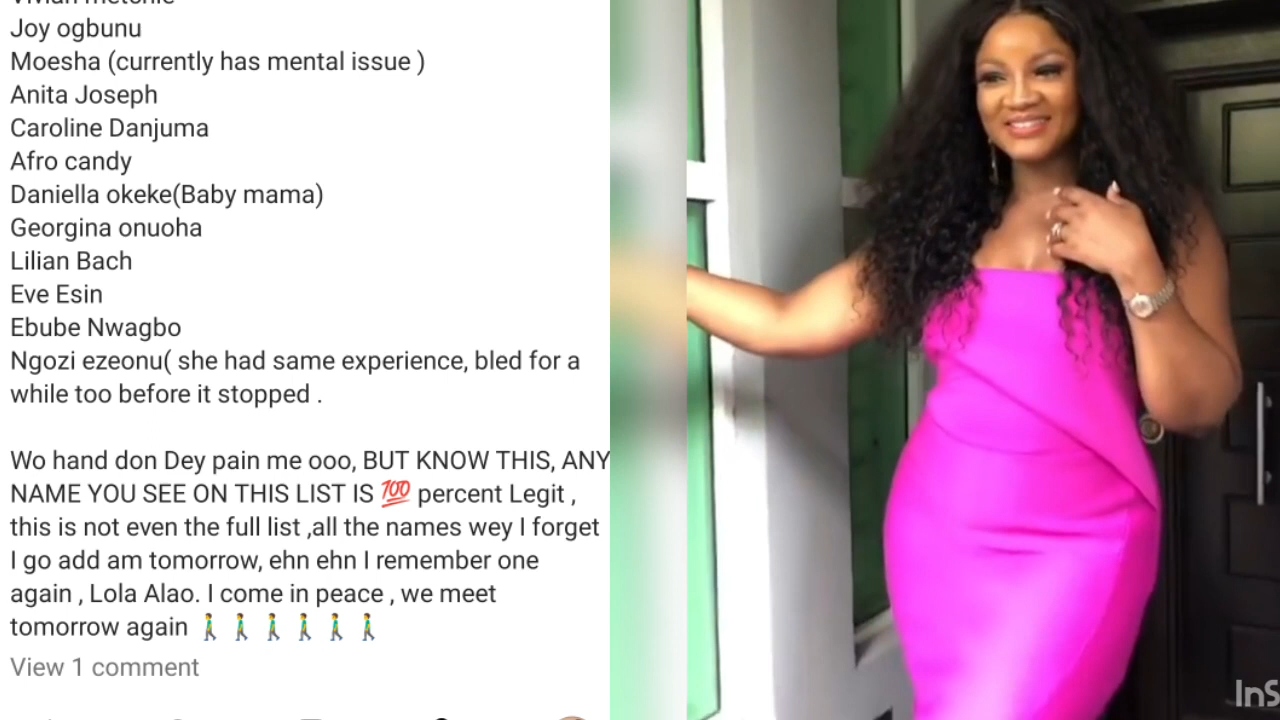 Joy ogbunu
Moesha (currently has mental issue )
Anita Joseph
Caroline Danjuma
Afro candy
Daniella okeke(Baby mama)
Georgina onuoha
Lilian Bach
Eve Esin
Ebube Nwagbo
Ngozi ezeonu( she had same experience, bled for a
while too before it stopped .
Wo hand don Dey pain me ooo, BUT KNOW THIS, ANY
NAME YOU SEE ON THIS LIST IS 💯 percent Legit ,
this is not even the full list ,all the names wey I forget
I go add am tomorrow, ehn ehn I remember one
again , Lola Alao. I come in peace , we meet
tomorrow again 🚶‍♂️🚶‍♂️🚶‍♂️🚶‍♂️🚶‍♂️🚶‍♂️
View 1 comment
InS